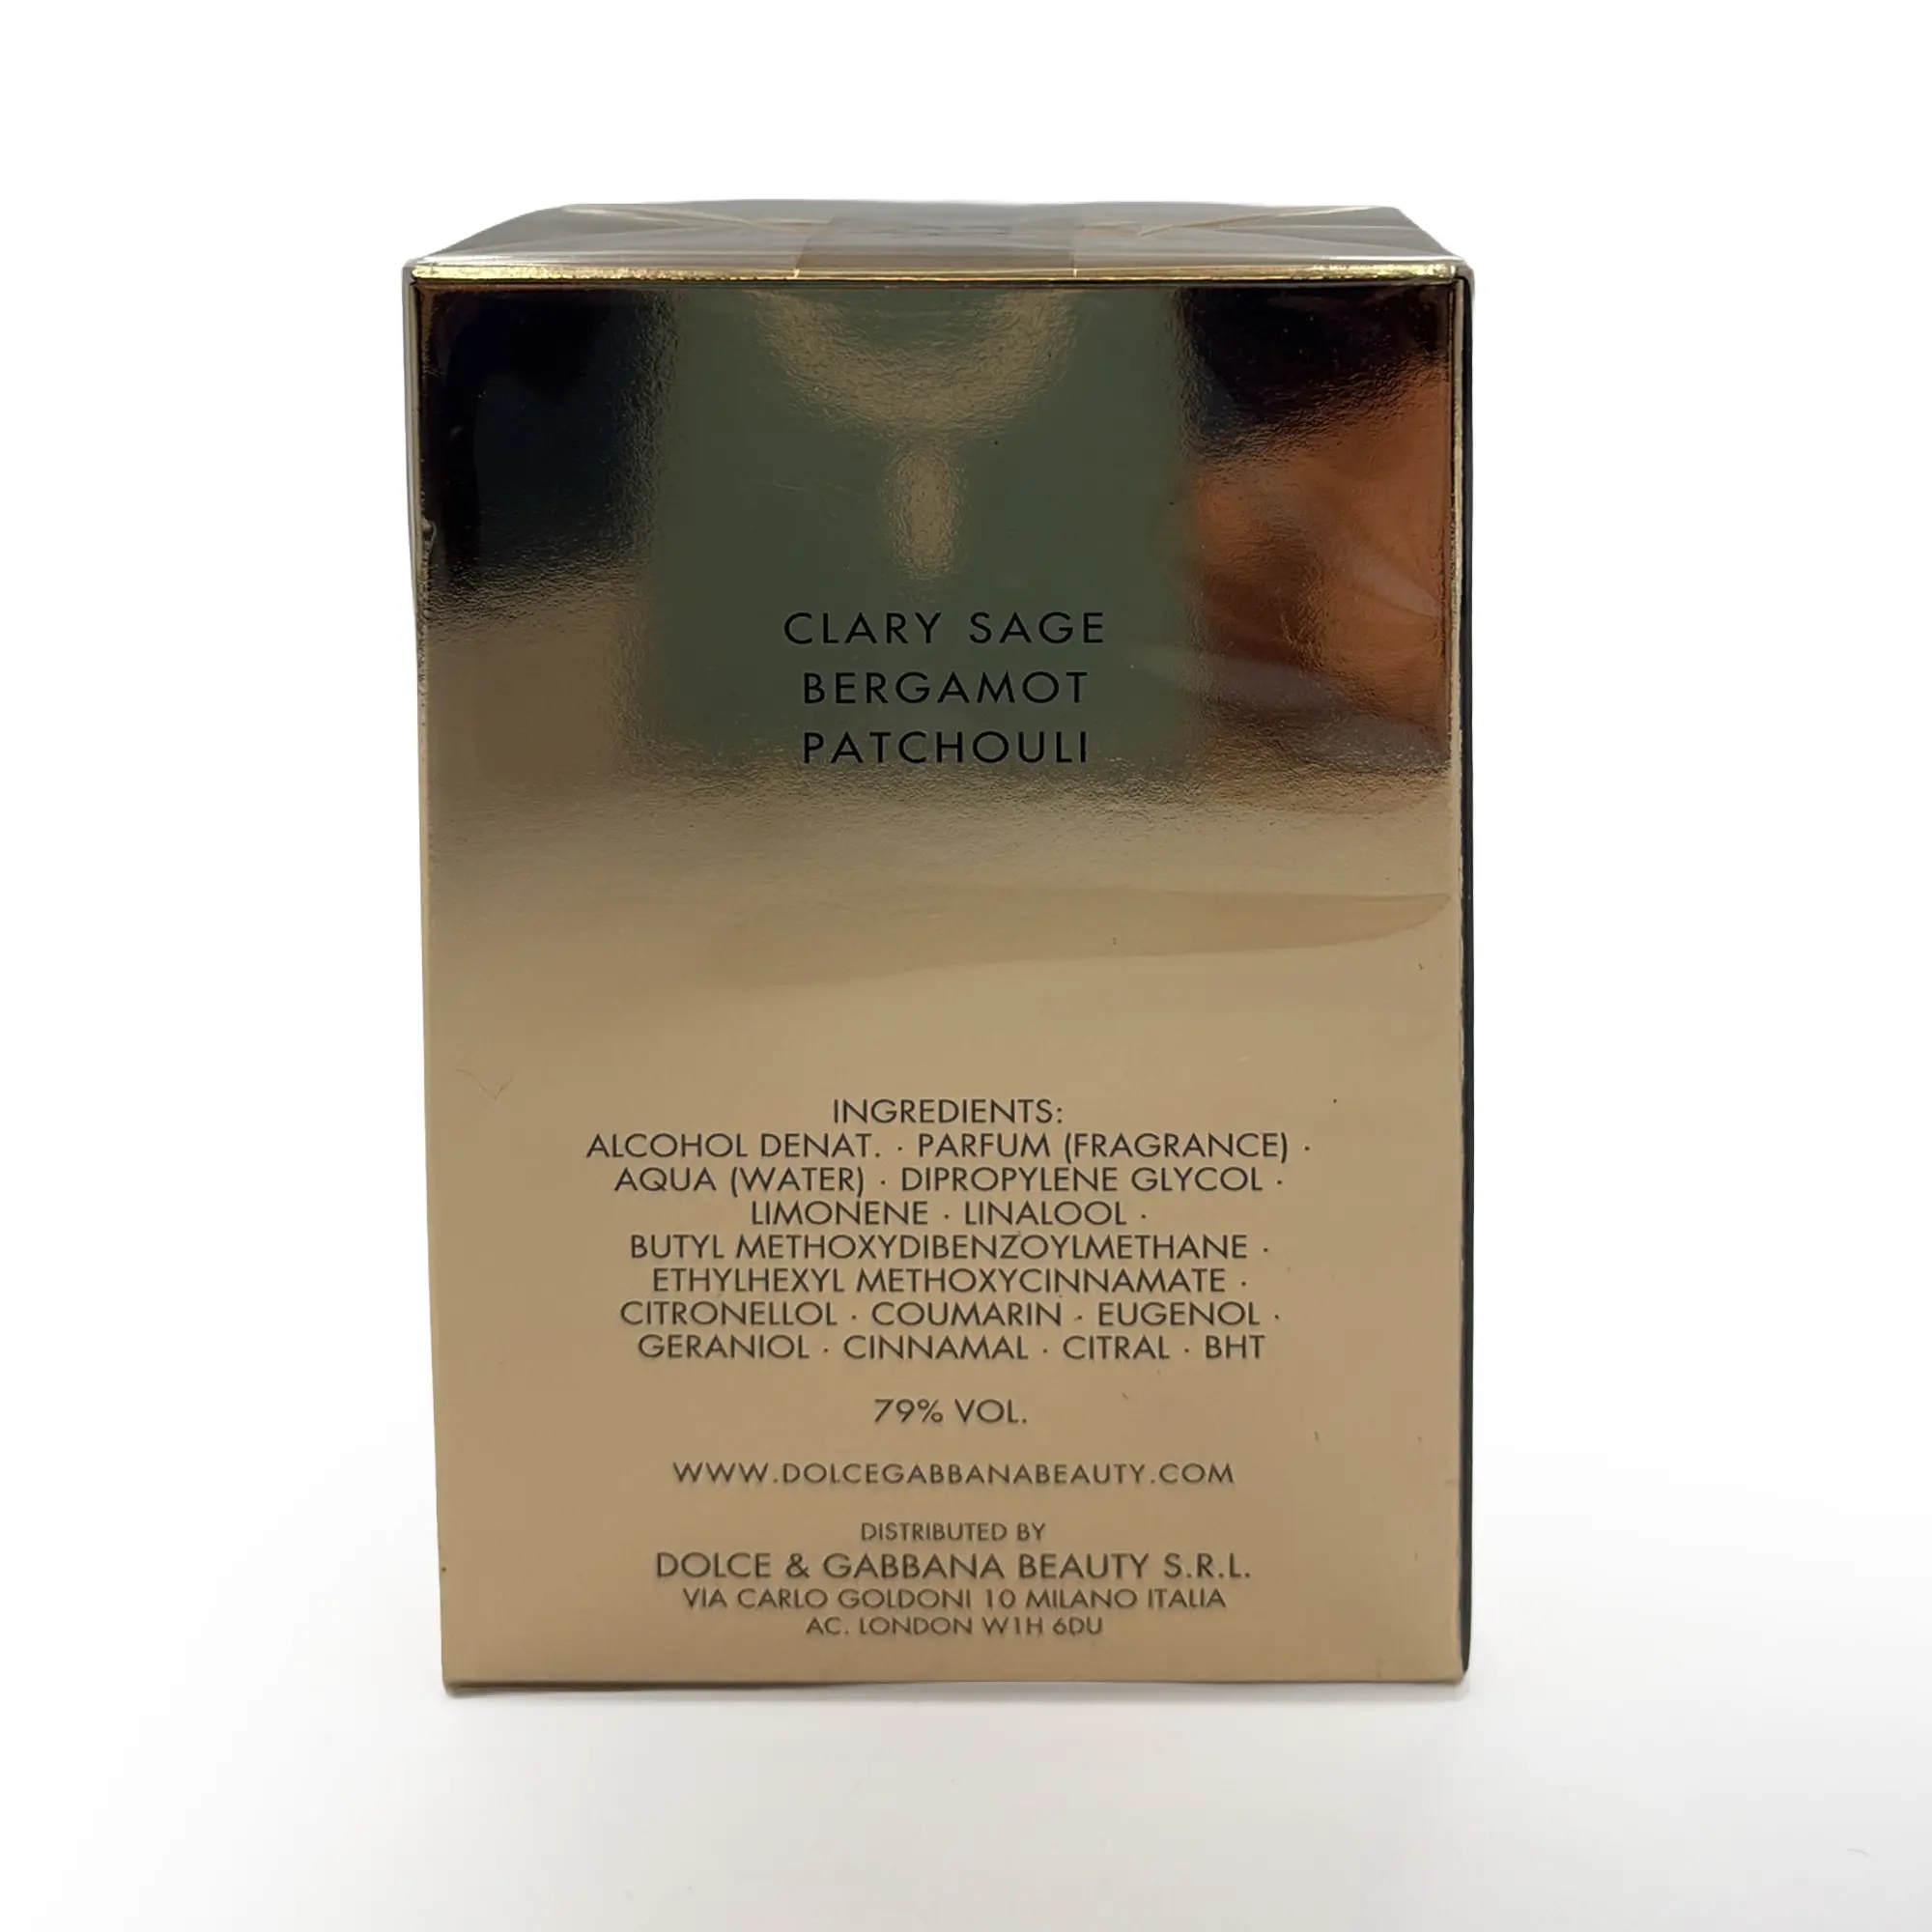 CLARY SAGE
BERGAMOT
PATCHOULI
INGREDIENTS:
ALCOHOL DENAT. · PARFUM (FRAGRANCE) ·
AQUA (WATER) · DIPROPYLENE GLYCOL ·
LIMONENE · LINALOOL ·
BUTYL METHOXYDIBENZOYLMETHANE ·
ETHYLHEXYL METHOXYCINNAMATE ·
CITRONELLOL · COUMARIN · EUGENOL ·
GERANIOL · CINNAMAL · CITRAL · BHT
79% VOL.
WWW.DOLCEGABBANABEAUTY.COM
DISTRIBUTED BY
DOLCE & GABBANA BEAUTY S.R.L.
VIA CARLO GOLDONI 10 MILANO ITALIA
AC. LONDON W1H 6DU